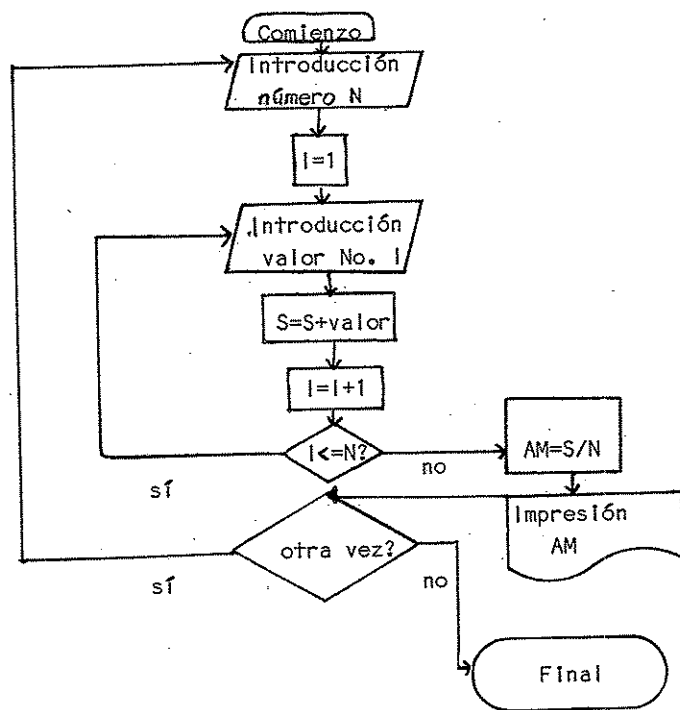 Comienzo
Introducción
número N
I=1
Introducción
valor No. I
S=S+valor
I=I+1
I<=N?
no
AM=S/N
sí
Impresión
AM
otra vez?
sí
no
Final